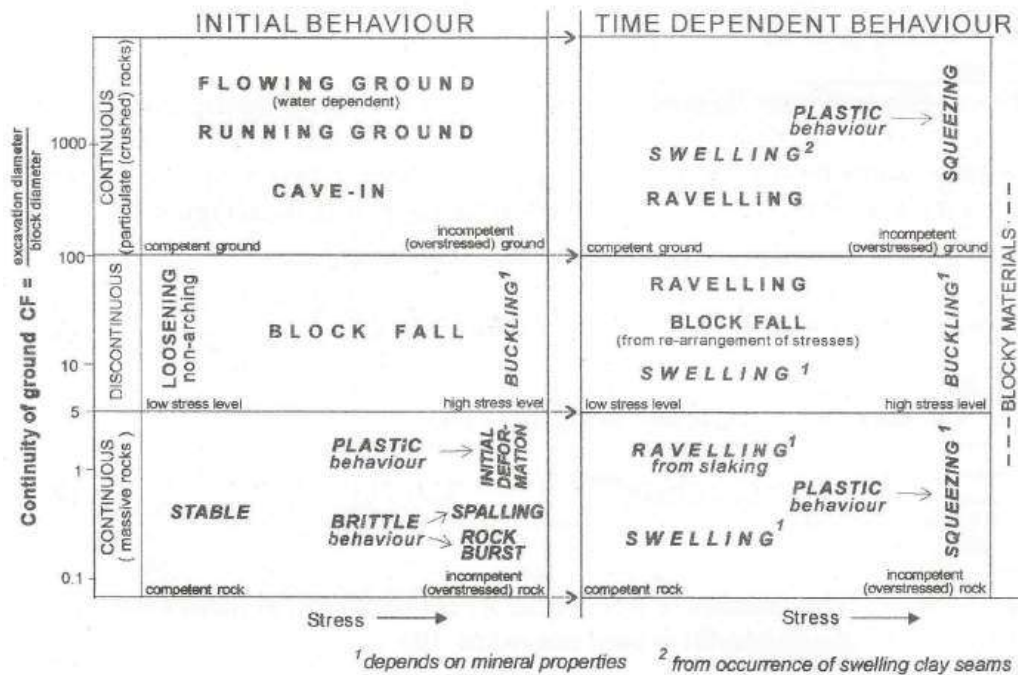 INITIAL BEHAVIOUR
TIME DEPENDENT BEHAVIOUR
Continuity of ground CF = excavation diameter
block diameter
1000
100
10
5
1
0.1
CONTINUOUS
(particulate (crushed) rocks)
FLOWING GROUND
(water dependent)
RUNNING GROUND
CAVE-IN
competent ground
incompetent
(overstressed) ground
PLASTIC
behaviour
SQUEEZING
SWELLING²
RAVELLING
competent ground
incompetent
(overstressed) ground
DISCONTINUOUS
LOOSENING
non-arching
BLOCK FALL
BUCKLING¹
low stress level
high stress level
RAVELLING
BLOCK FALL
(from re-arrangement of stresses)
SWELLING¹
BUCKLING¹
low stress level
high stress level
CONTINUOUS
( massive rocks)
STABLE
PLASTiC
behaviour
INITIAL
DEFOR-
MATION
BRITTLE
behaviour
SPALLING
ROCK
BURST
competent rock
incompetent
(overstressed) rock
RAVELLING¹
from slaking
PLASTIC
behaviour
SQUEEZING¹
SWELLING¹
competent rock
incompetent
(overstressed) rock
BLOCKY MATERIALS
Stress
Stress
¹ depends on mineral properties
² from occurrence of swelling clay seams